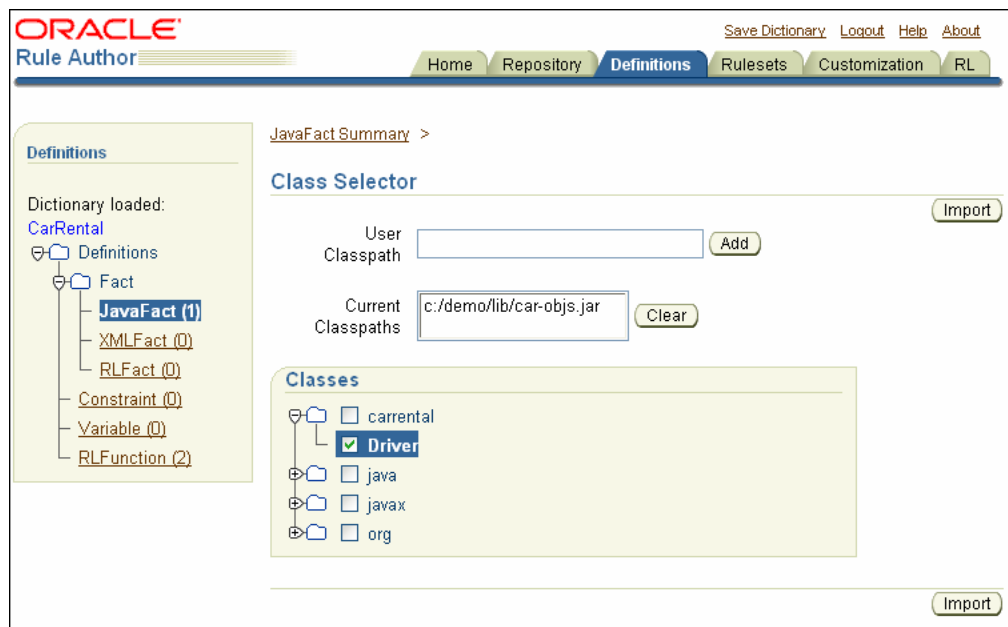 ORACLE
Rule Author
Save Dictionary Logout Help About
Home Repository Definitions Rulesets Customization RL
Definitions
Dictionary loaded:
CarRental
Definitions
Fact
JavaFact (1)
XMLFact (0)
RLFact (0)
Constraint (0)
Variable (0)
RLFunction (2)
JavaFact Summary >
Class Selector
Import
User
Classpath
Add
Current
Classpaths
c:/demo/lib/car-objs.jar
Clear
Classes
carrental
Driver
java
javax
org
Import